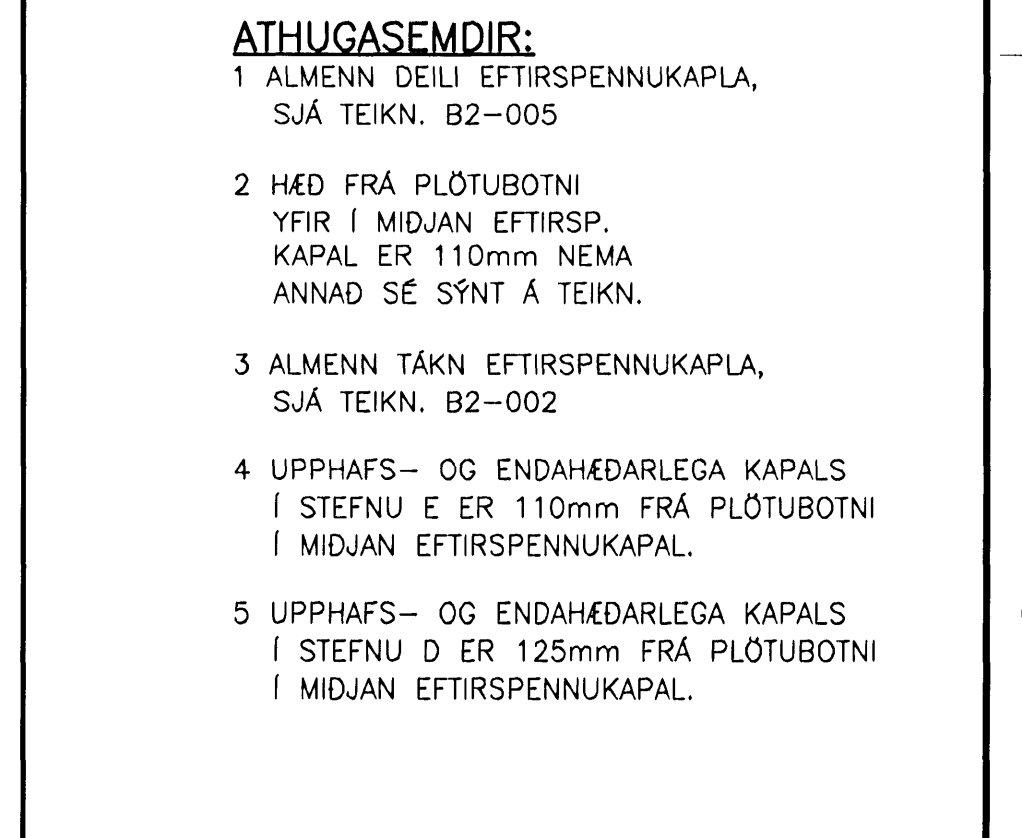 ATHUGASEMDIR:
1 ALMENN DEILI EFTIRSPENNUKAPLA,
SJÁ TEIKN. B2-005
2 HÆÐ FRÁ PLÖTUBOTNI
YFIR Í MIÐJAN EFTIRSP.
KAPAL ER 110mm NEMA
ANNAÐ SÉ SÝNT Á TEIKN.
3 ALMENN TÁKN EFTIRSPENNUKAPLA,
SJÁ TEIKN. B2-002
4 UPPHAFS- OG ENDAHÆÐARLEGA KAPALS
Í STEFNU E ER 110mm FRÁ PLÖTUBOTNI
Í MIÐJAN EFTIRSPENNUKAPAL.
5 UPPHAFS- OG ENDAHÆÐARLEGA KAPALS
Í STEFNU D ER 125mm FRÁ PLÖTUBOTNI
Í MIÐJAN EFTIRSPENNUKAPAL.